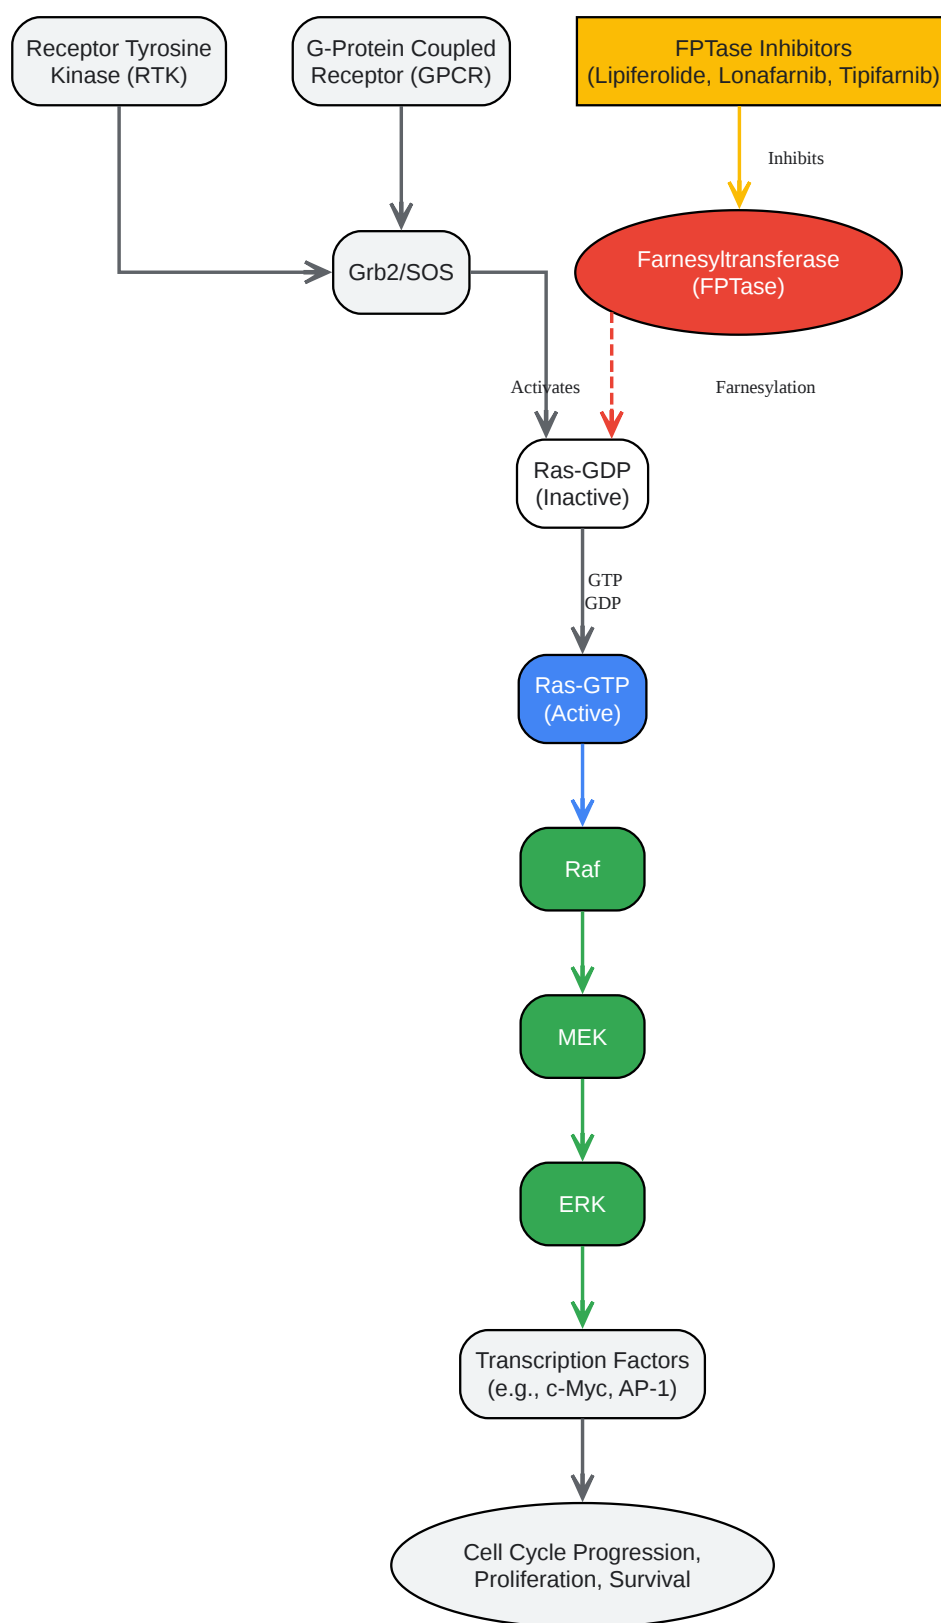 Receptor Tyrosine
Kinase (RTK)
G-Protein Coupled
Receptor (GPCR)
FPTase Inhibitors
(Lipiferolide, Lonafarnib, Tipifarnib)
Inhibits
Grb2/SOS
Farnesyltransferase
(FPTase)
Activates
Farnesylation
Ras-GDP
(Inactive)
GTP
GDP
Ras-GTP
(Active)
Raf
MEK
ERK
Transcription Factors
(e.g., c-Myc, AP-1)
Cell Cycle Progression,
Proliferation, Survival